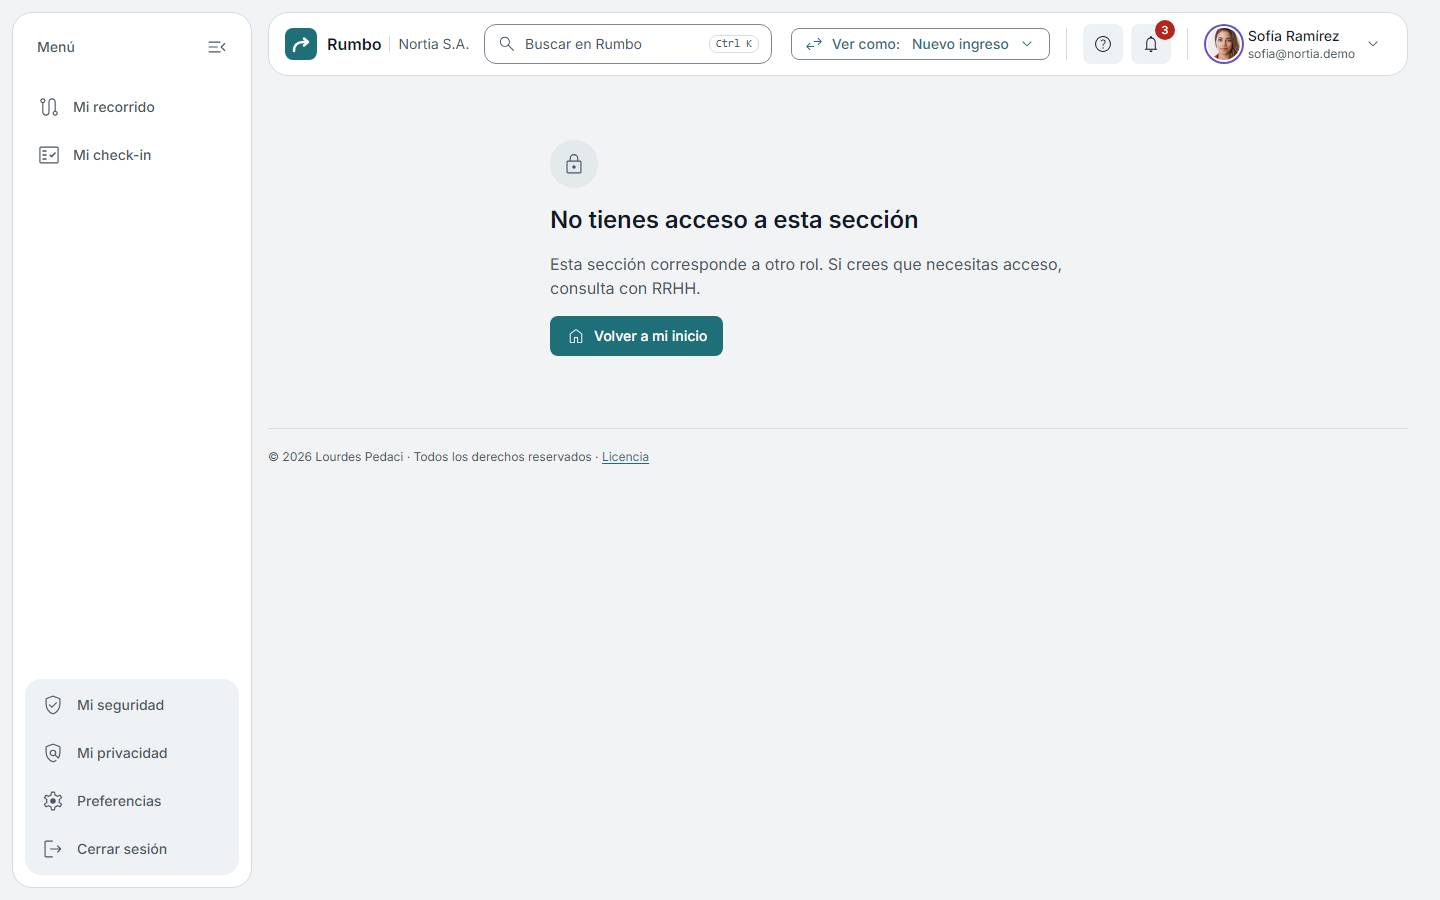 Menú
Mi recorrido
Mi check-in
Mi seguridad
Mi privacidad
Preferencias
Cerrar sesión
Rumbo
Nortia S.A.
Buscar en Rumbo
Ctrl K
Ver como: Nuevo ingreso
3
Sofía Ramírez
sofia@nortia.demo
No tienes acceso a esta sección
Esta sección corresponde a otro rol. Si crees que necesitas acceso,
consulta con RRHH.
Volver a mi inicio
© 2026 Lourdes Pedaci · Todos los derechos reservados · Licencia